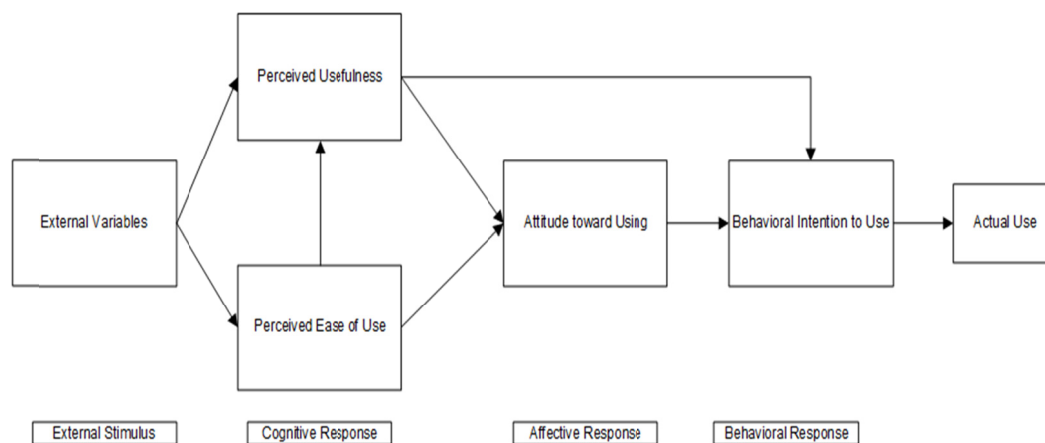 Perceived Usefulness
External Variables
Attitude toward Using
Behavioral Intention to Use
Actual Use
Perceived Ease of Use
External Stimulus
Cognitive Response
Affective Response
Behavioral Response